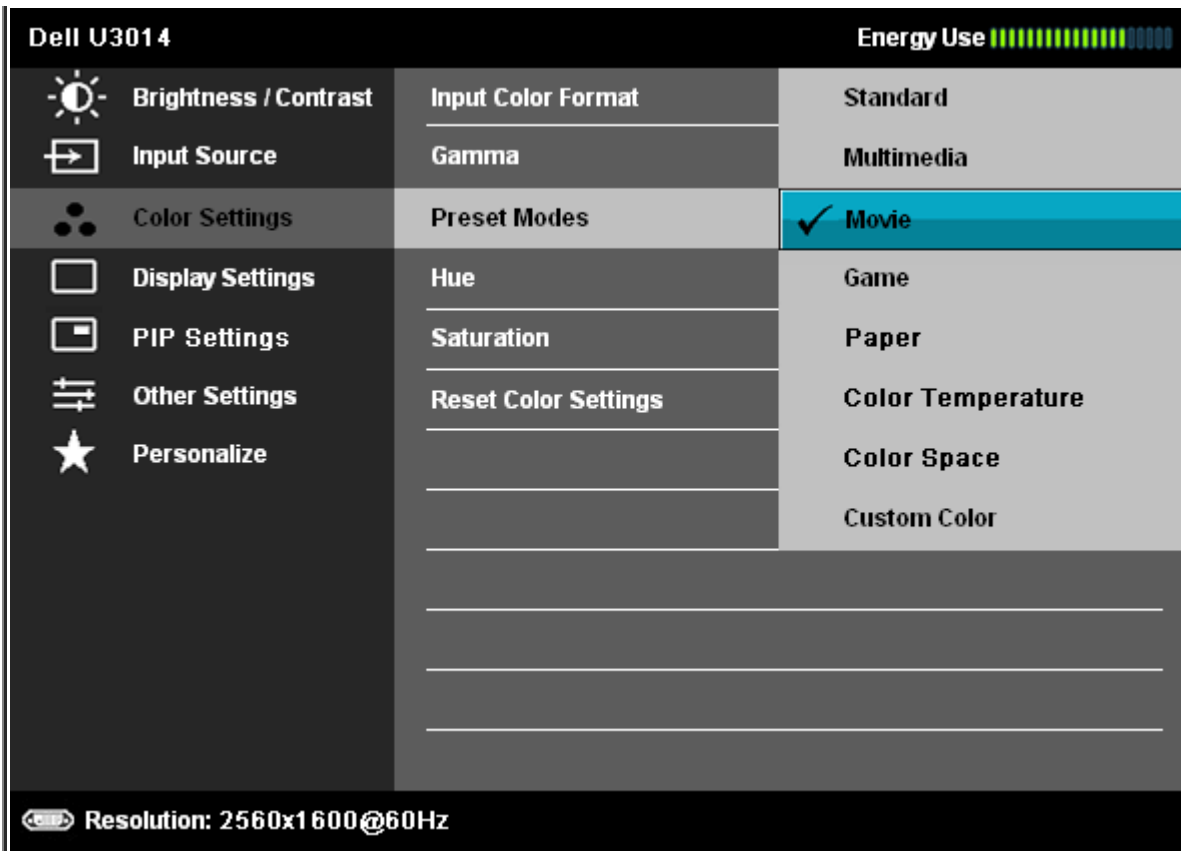 Dell U3014
Energy Use
Brightness / Contrast
Input Source
Color Settings
Display Settings
PIP Settings
Other Settings
Personalize
Input Color Format
Gamma
Preset Modes
Hue
Saturation
Reset Color Settings
Standard
Multimedia
Movie
Game
Paper
Color Temperature
Color Space
Custom Color
Resolution: 2560x1600@60Hz